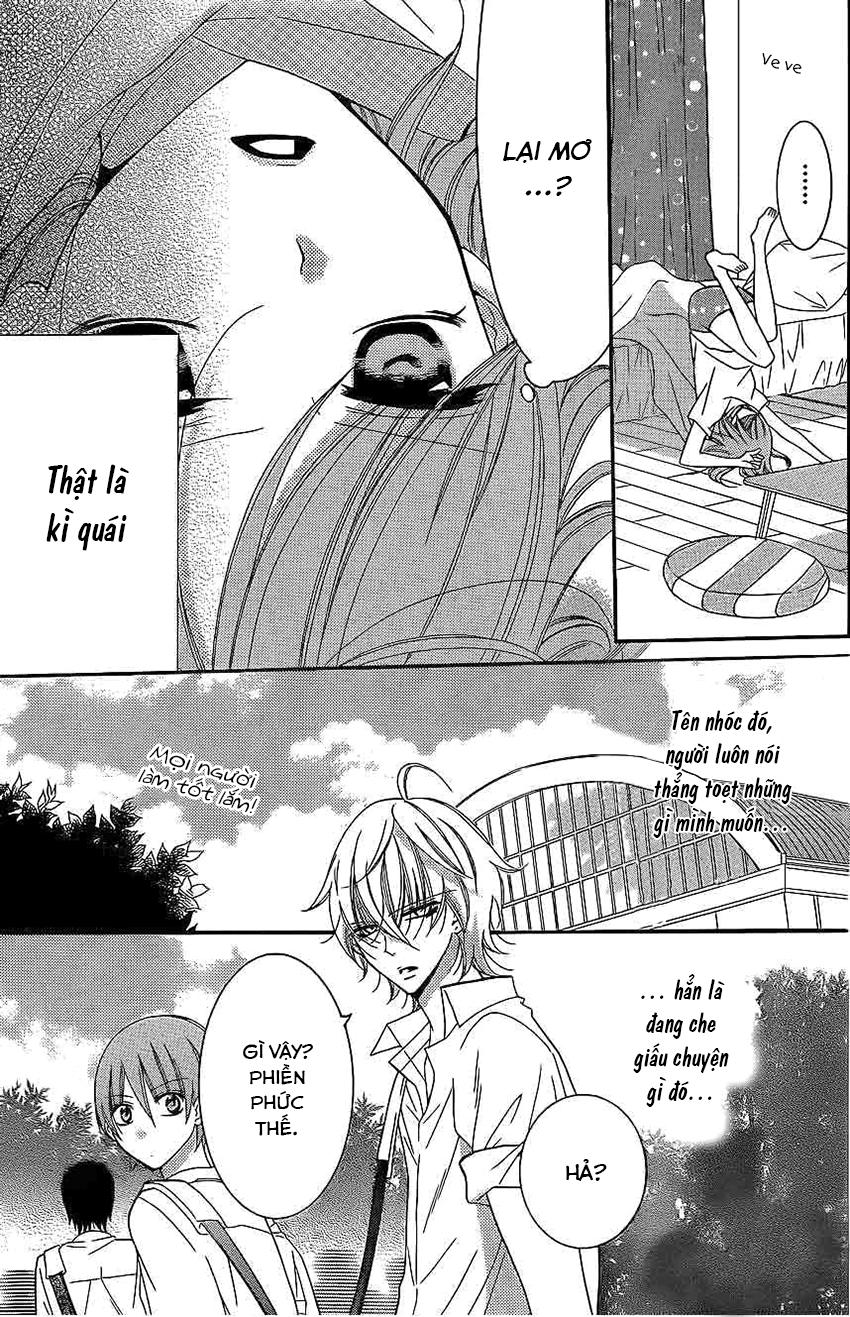 Ve ve
.......
LẠI MƠ
...?
Thật là
kì quái
Tên nhóc đó,
người luôn nói
thẳng toẹt những
gì mình muốn...
Mọi người
làm tốt lắm!
... hẳn là
đang che
giấu chuyện
gì đó...
HẢ?
GÌ VẬY?
PHIỀN
PHỨC
THẾ.